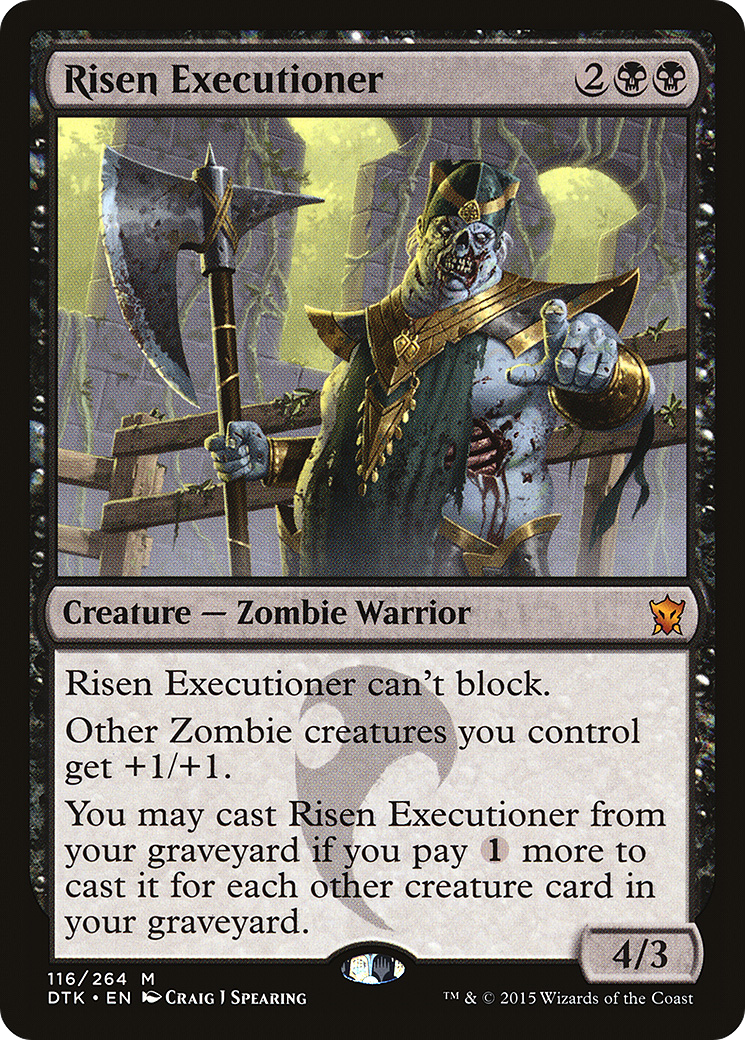 Risen Executioner 2
Creature — Zombie Warrior
Risen Executioner can't block.
Other Zombie creatures you control
get +1/+1.
You may cast Risen Executioner from
your graveyard if you pay 1 more to
cast it for each other creature card in
your graveyard.
4/3
116/264 M
DTK • EN Craig J Spearing
™ & © 2015 Wizards of the Coast